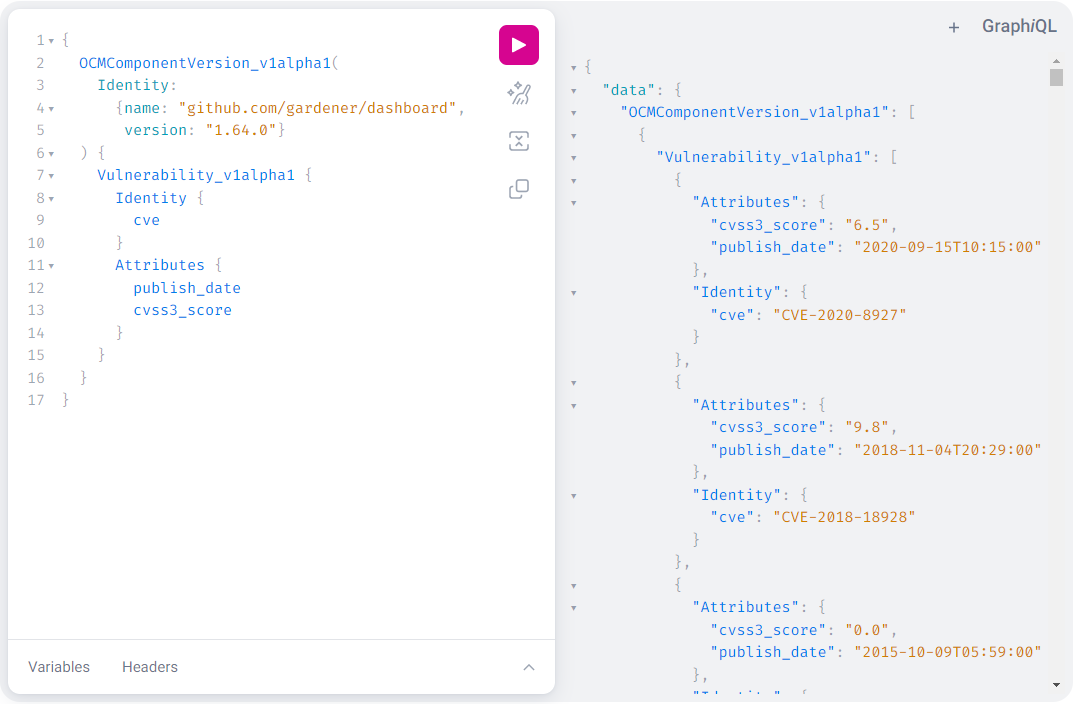 1 {
2 OCMComponentVersion_v1alpha1(
3 Identity:
4 {name: "github.com/gardener/dashboard",
5 version: "1.64.0"}
6 ) {
7 Vulnerability_v1alpha1 {
8 Identity {
9 cve
10 }
11 Attributes {
12 publish_date
13 cvss3_score
14 }
15 }
16 }
17 }
Variables Headers
+ GraphiQL
{
"data": {
"OCMComponentVersion_v1alpha1": [
{
"Vulnerability_v1alpha1": [
{
"Attributes": {
"cvss3_score": "6.5",
"publish_date": "2020-09-15T10:15:00"
},
"Identity": {
"cve": "CVE-2020-8927"
}
},
{
"Attributes": {
"cvss3_score": "9.8",
"publish_date": "2018-11-04T20:29:00"
},
"Identity": {
"cve": "CVE-2018-18928"
}
},
{
"Attributes": {
"cvss3_score": "0.0",
"publish_date": "2015-10-09T05:59:00"
},